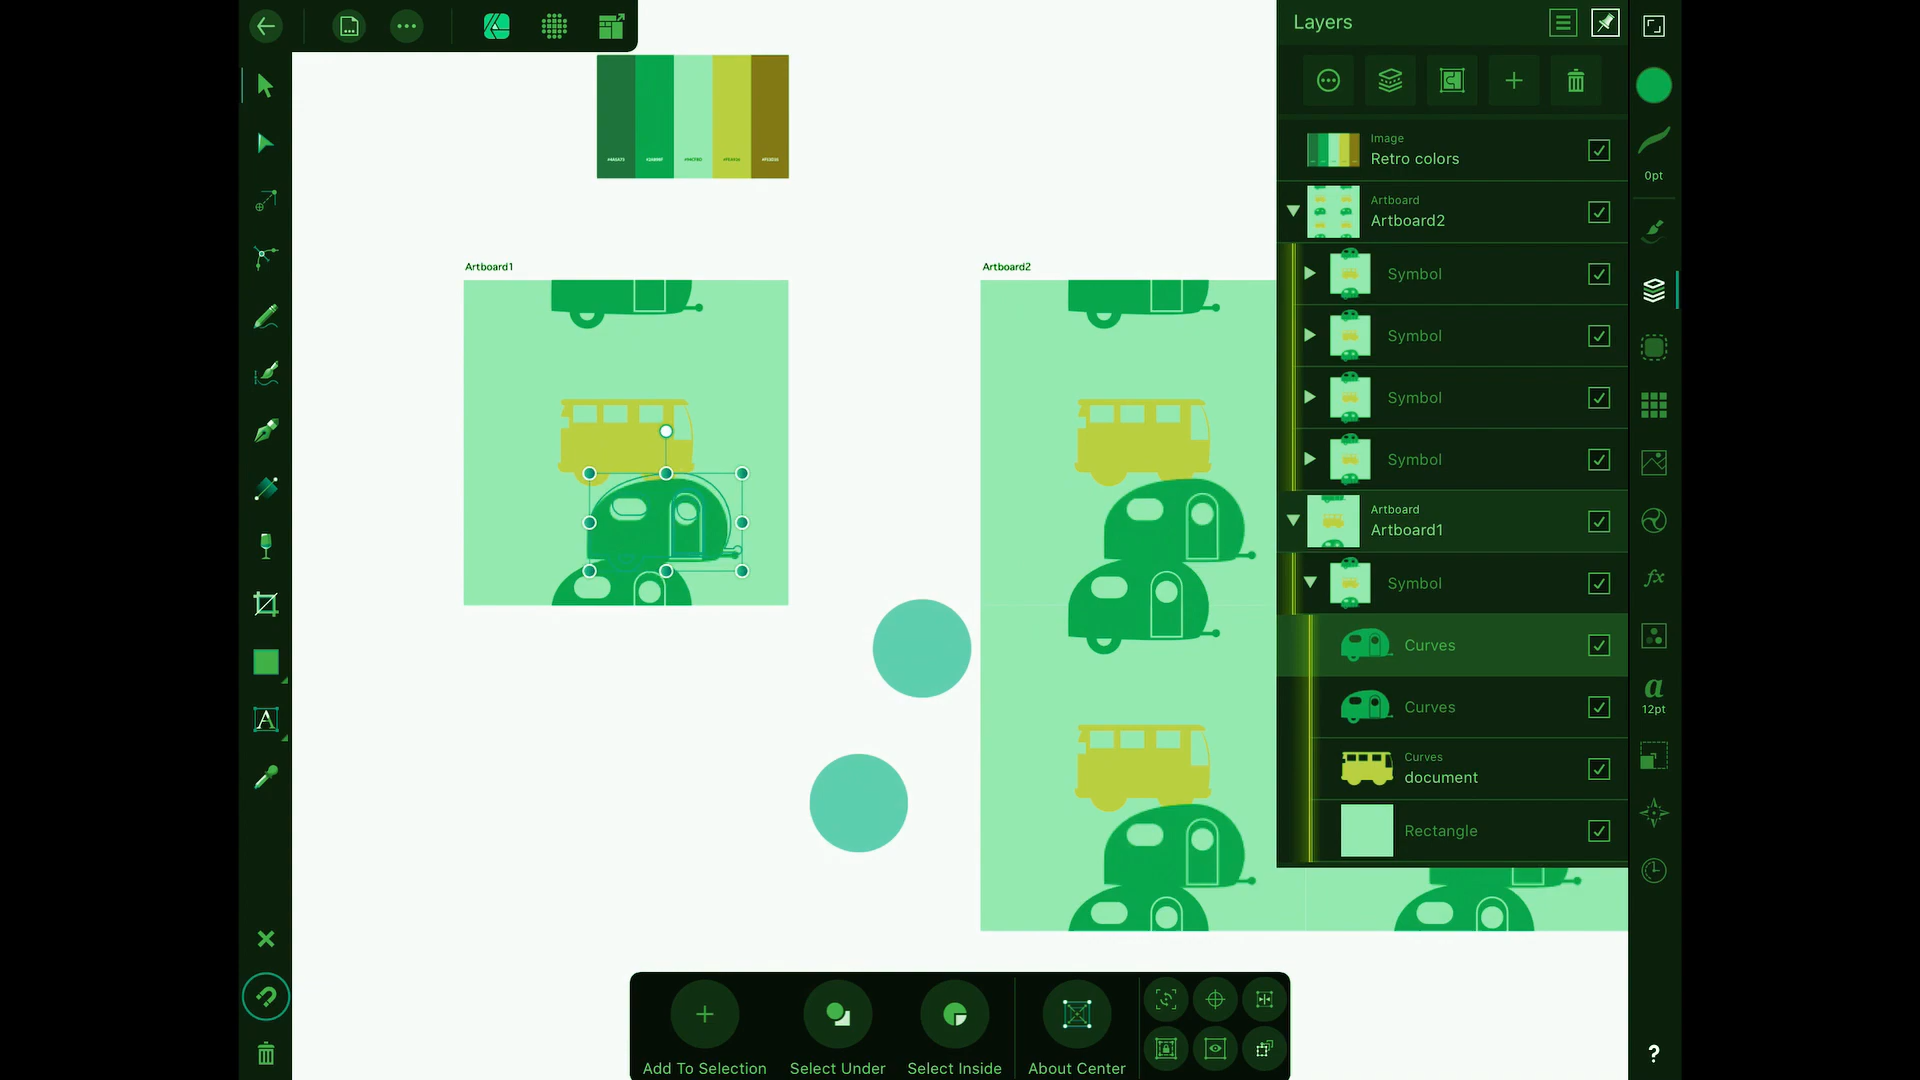 Layers
Image
Retro colors
0pt
Artboard
Artboard2
Artboard1
Artboard2
Symbol
Symbol
Symbol
Symbol
Artboard
Artboard1
Symbol
Curves
Curves
a
12pt
Curves
document
Rectangle
fx
A
Add To Selection
Select Under
Select Inside
About Center
?